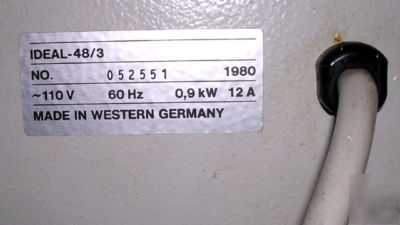 IDEAL-48/3
NO. 052551 1980
~110 V 60 Hz 0,9 kW 12 A
MADE IN WESTERN GERMANY